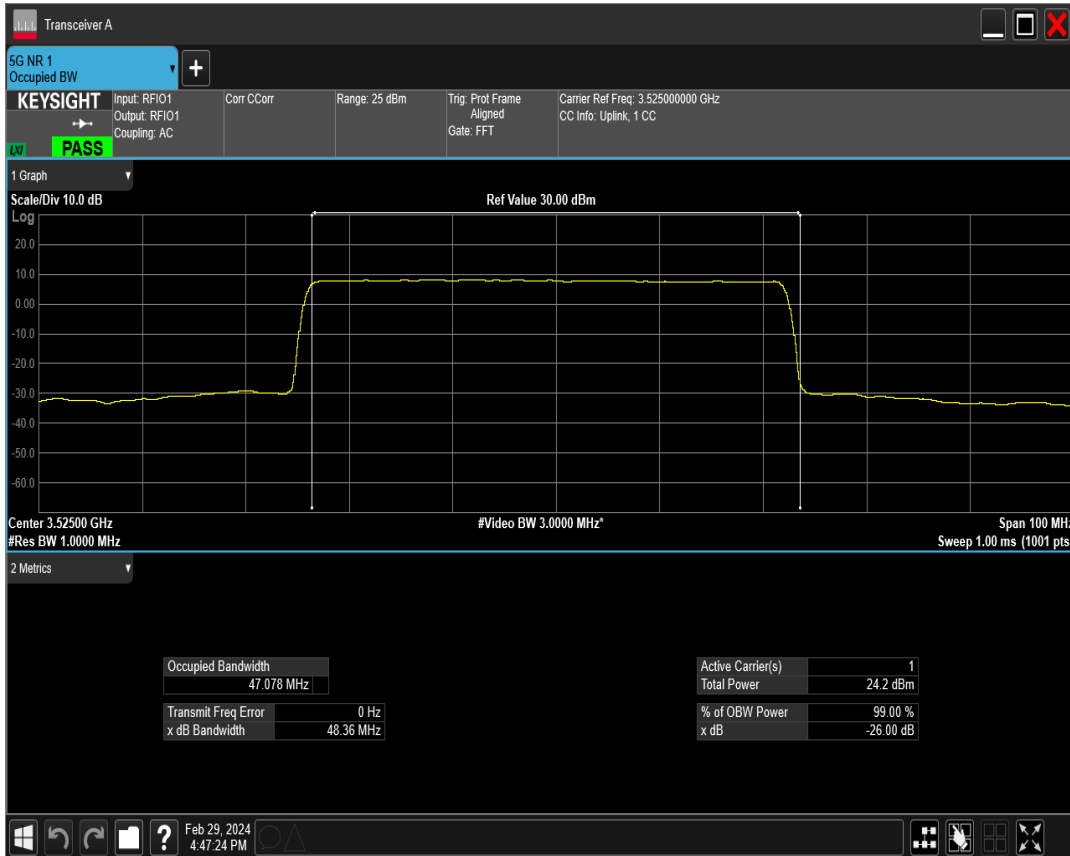 Transceiver A
5G NR 1
Occupied BW
+
KEYSIGHT
Input: RFIO1
Output: RFIO1
Coupling: AC
Corr CCorr
Range: 25 dBm
Trig: Prot Frame
Aligned
Gate: FFT
Carrier Ref Freq: 3.525000000 GHz
CC Info: Uplink, 1 CC
LXI
PASS
1 Graph
Scale/Div 10.0 dB
Ref Value 30.00 dBm
Log
20.0
10.0
0.00
-10.0
-20.0
-30.0
-40.0
-50.0
-60.0
Center 3.52500 GHz
#Video BW 3.0000 MHz*
Span 100 MHz
#Res BW 1.0000 MHz
Sweep 1.00 ms (1001 pts
2 Metrics
Occupied Bandwidth
47.078 MHz
Transmit Freq Error 0 Hz
x dB Bandwidth 48.36 MHz
Active Carrier(s) 1
Total Power 24.2 dBm
% of OBW Power 99.00 %
x dB -26.00 dB
?
Feb 29, 2024
4:47:24 PM